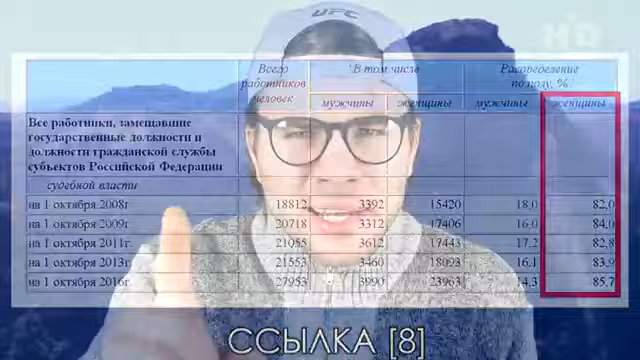 UFC
HD
Всего работников человек
В том числе
Распределение по полу, %
мужчины женщины мужчины женщины
Все работники, замещавшие
государственные должности и
должности гражданской службы
субъектов Российской Федерации
судебной власти
на 1 октября 2008г. 18812 3392 15420 18,0 82,0
на 1 октября 2009г. 20718 3312 17406 16,0 84,0
на 1 октября 2011г. 21055 3612 17443 17,2 82,8
на 1 октября 2013г. 21553 3460 18093 16,1 83,9
на 1 октября 2016г. 27953 3990 23963 14,3 85,7
ССЫЛКА [8]